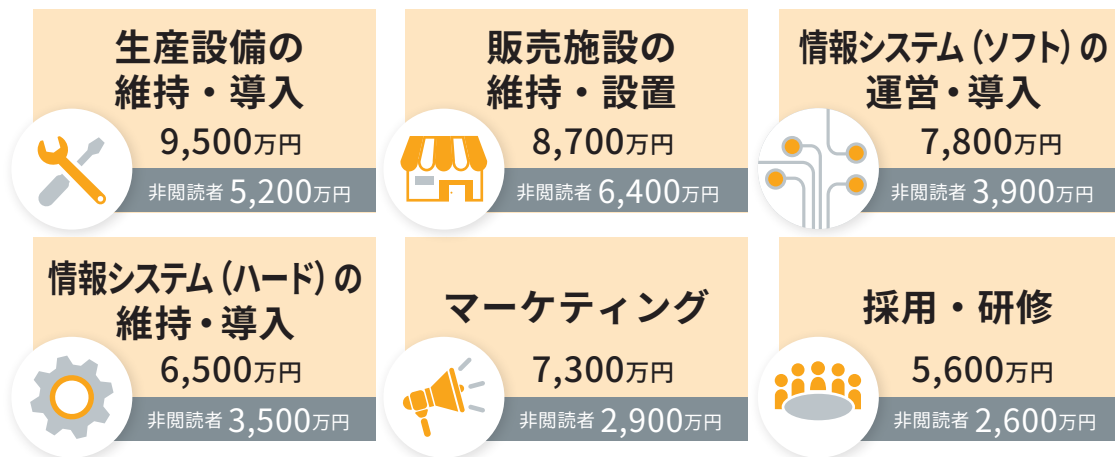 生産設備の
維持・導入
9,500万円
非閲読者 5,200万円
販売施設の
維持・設置
8,700万円
非閲読者 6,400万円
情報システム(ソフト)の
運営・導入
7,800万円
非閲読者 3,900万円
情報システム(ハード)の
維持・導入
6,500万円
非閲読者 3,500万円
マーケティング
7,300万円
非閲読者 2,900万円
採用・研修
5,600万円
非閲読者 2,600万円